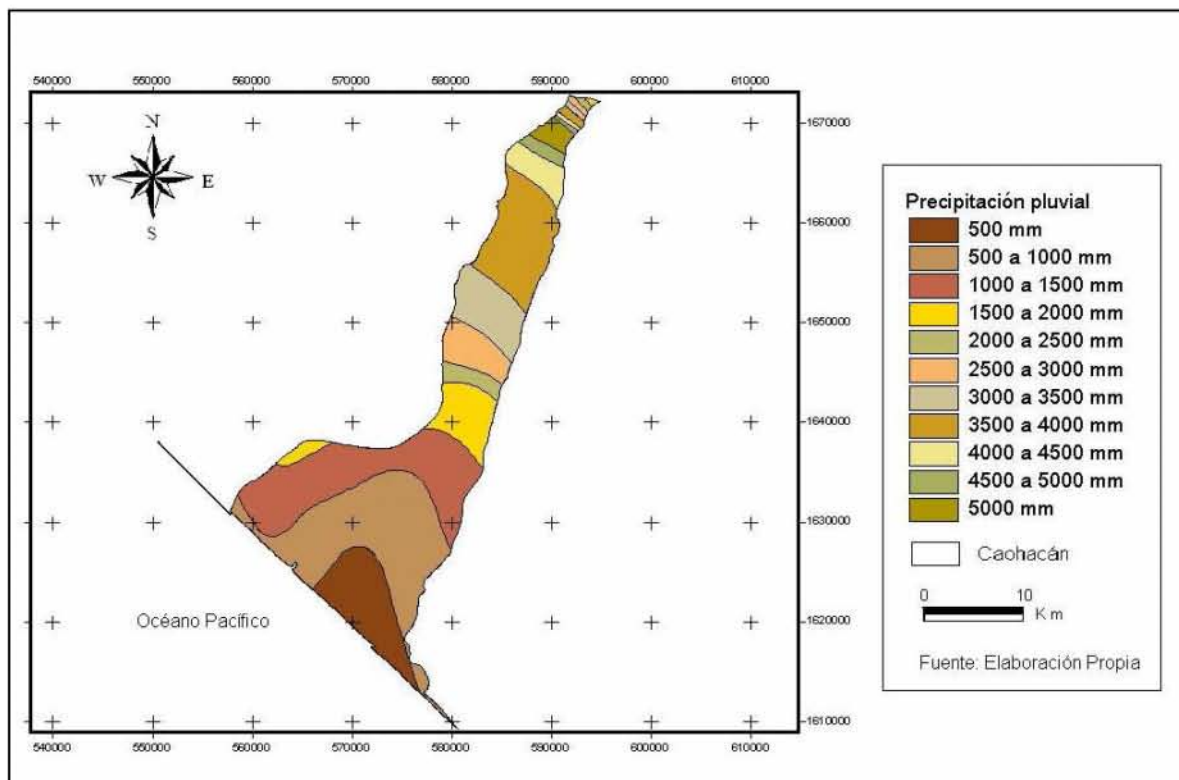 540000 550000 560000 570000 580000 590000 600000 610000
N
W E
S
1670000
1660000
1650000
1640000
1630000
1620000
1610000
Océano Pacífico
540000 550000 560000 570000 580000 590000 600000 610000
Precipitación pluvial
500 mm
500 a 1000 mm
1000 a 1500 mm
1500 a 2000 mm
2000 a 2500 mm
2500 a 3000 mm
3000 a 3500 mm
3500 a 4000 mm
4000 a 4500 mm
4500 a 5000 mm
5000 mm
Caohacán
0 10
Km
Fuente: Elaboración Propia